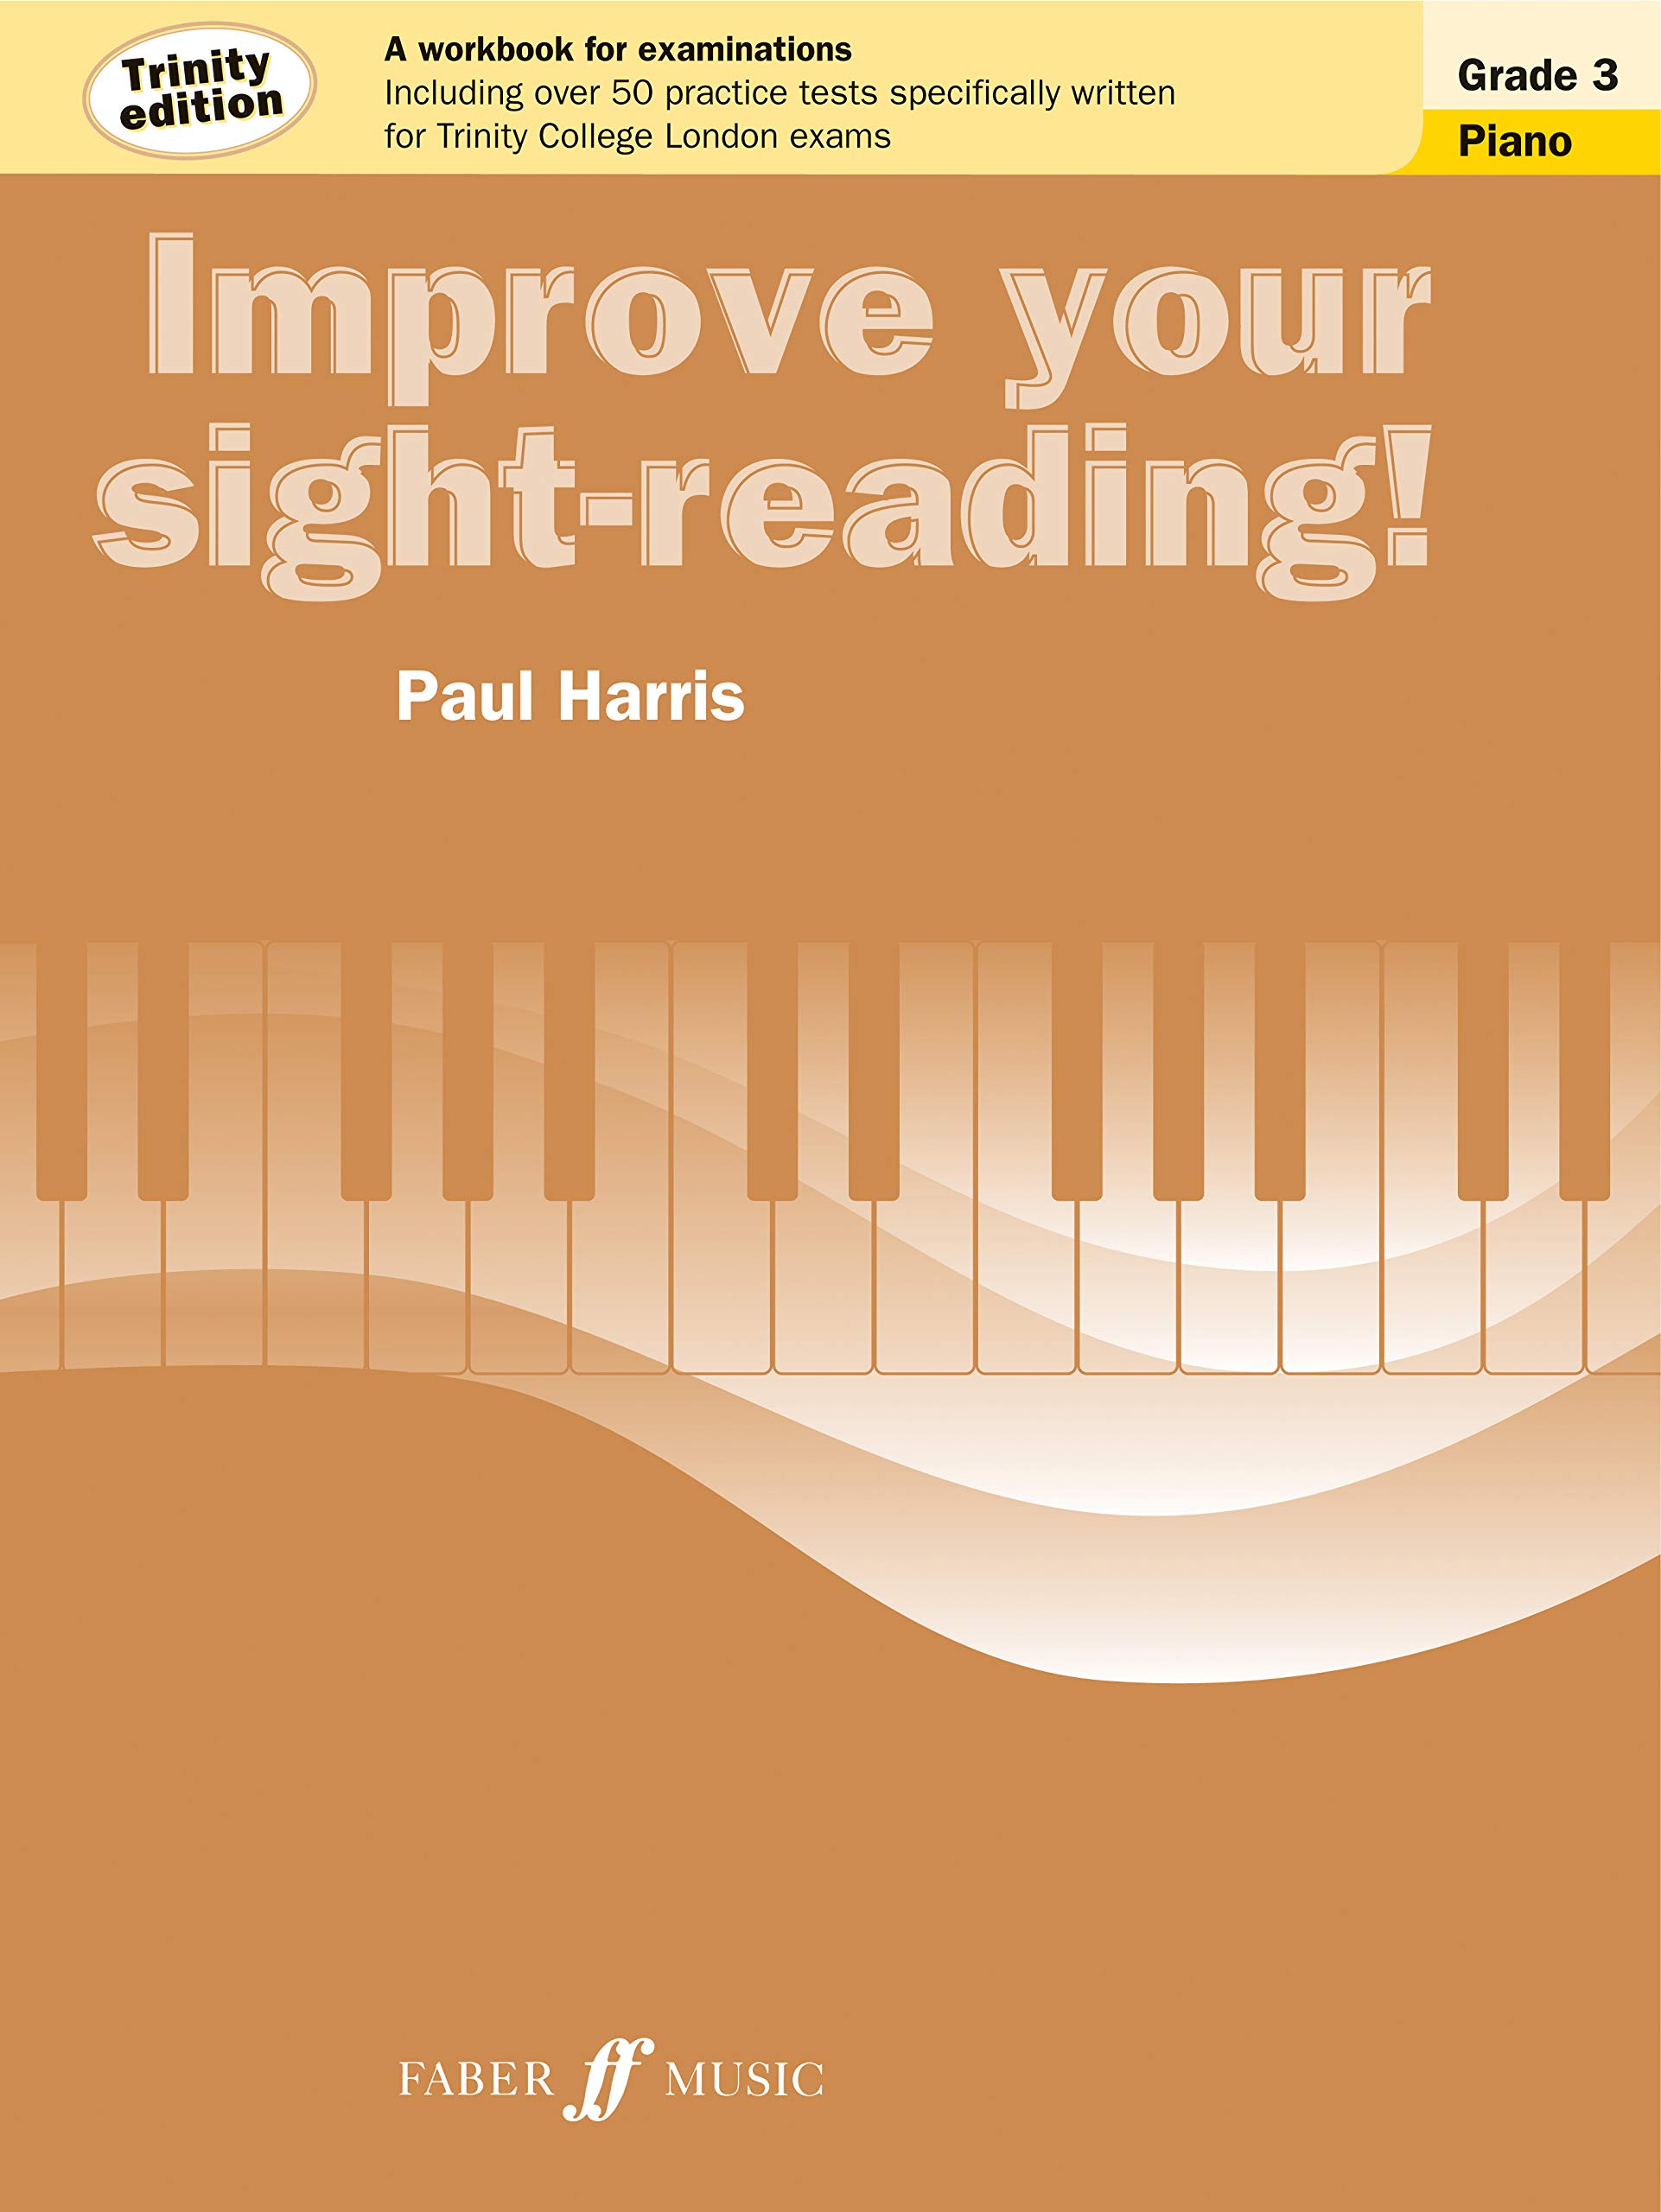 Trinity
edition
A workbook for examinations
Including over 50 practice tests specifically written
for Trinity College London exams
Grade 3
Piano
Improve your
sight-reading!
Paul Harris
FABER ff MUSIC